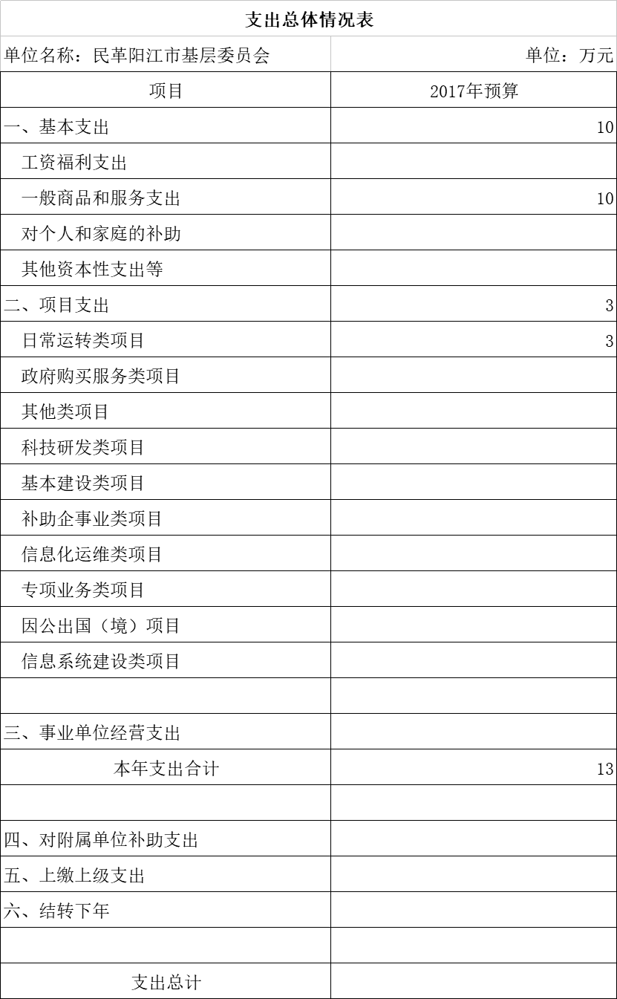 支出总体情况表
单位名称：民革阳江市基层委员会 单位：万元
项目 2017年预算
一、基本支出 10
工资福利支出
一般商品和服务支出 10
对个人和家庭的补助
其他资本性支出等
二、项目支出 3
日常运转类项目 3
政府购买服务类项目
其他类项目
科技研发类项目
基本建设类项目
补助企事业类项目
信息化运维类项目
专项业务类项目
因公出国（境）项目
信息系统建设类项目
三、事业单位经营支出
本年支出合计 13
四、对附属单位补助支出
五、上缴上级支出
六、结转下年
支出总计